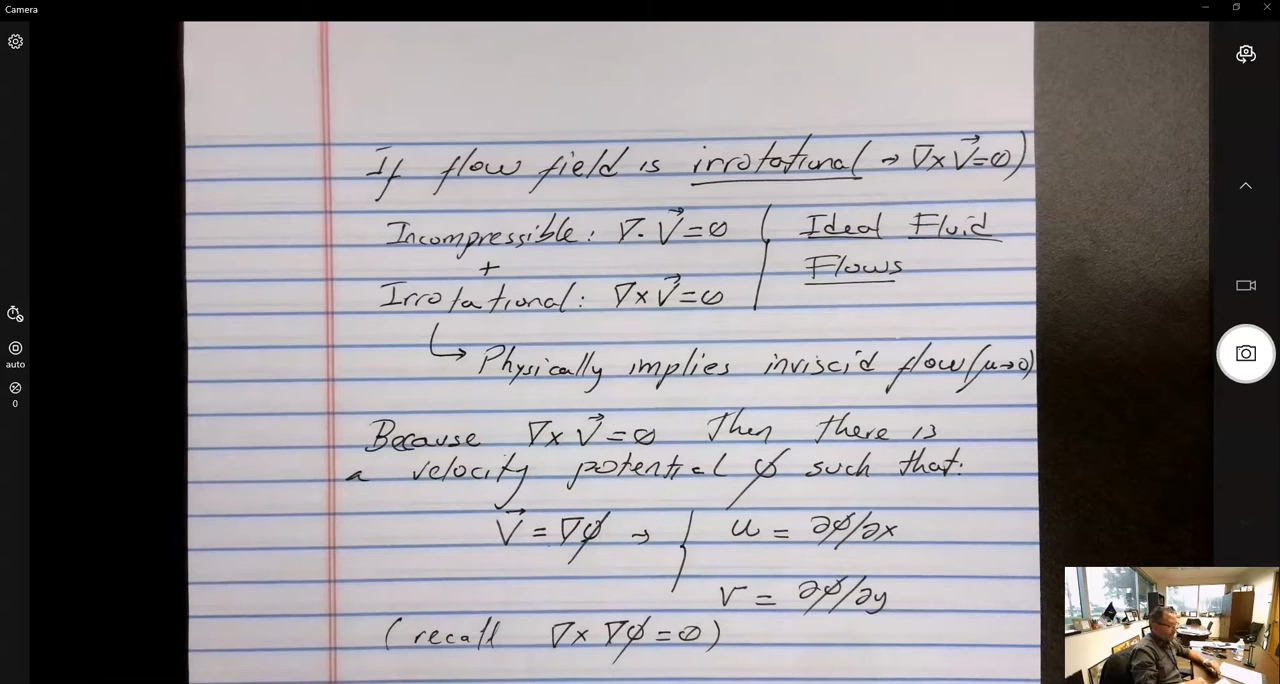 Camera
If flow field is irrotational → ∇×V⃗=0)
Incompressible: ∇·V⃗=0 Ideal Fluid
+ Flows
Irrotational: ∇×V⃗=0
↳ Physically implies inviscid flow (μ→0)
Because ∇×V⃗=0 Then there is
a velocity potential ϕ such that:
V⃗ = ∇ϕ → { u = ∂ϕ/∂x
v = ∂ϕ/∂y
(recall ∇×∇ϕ=0)
auto
0